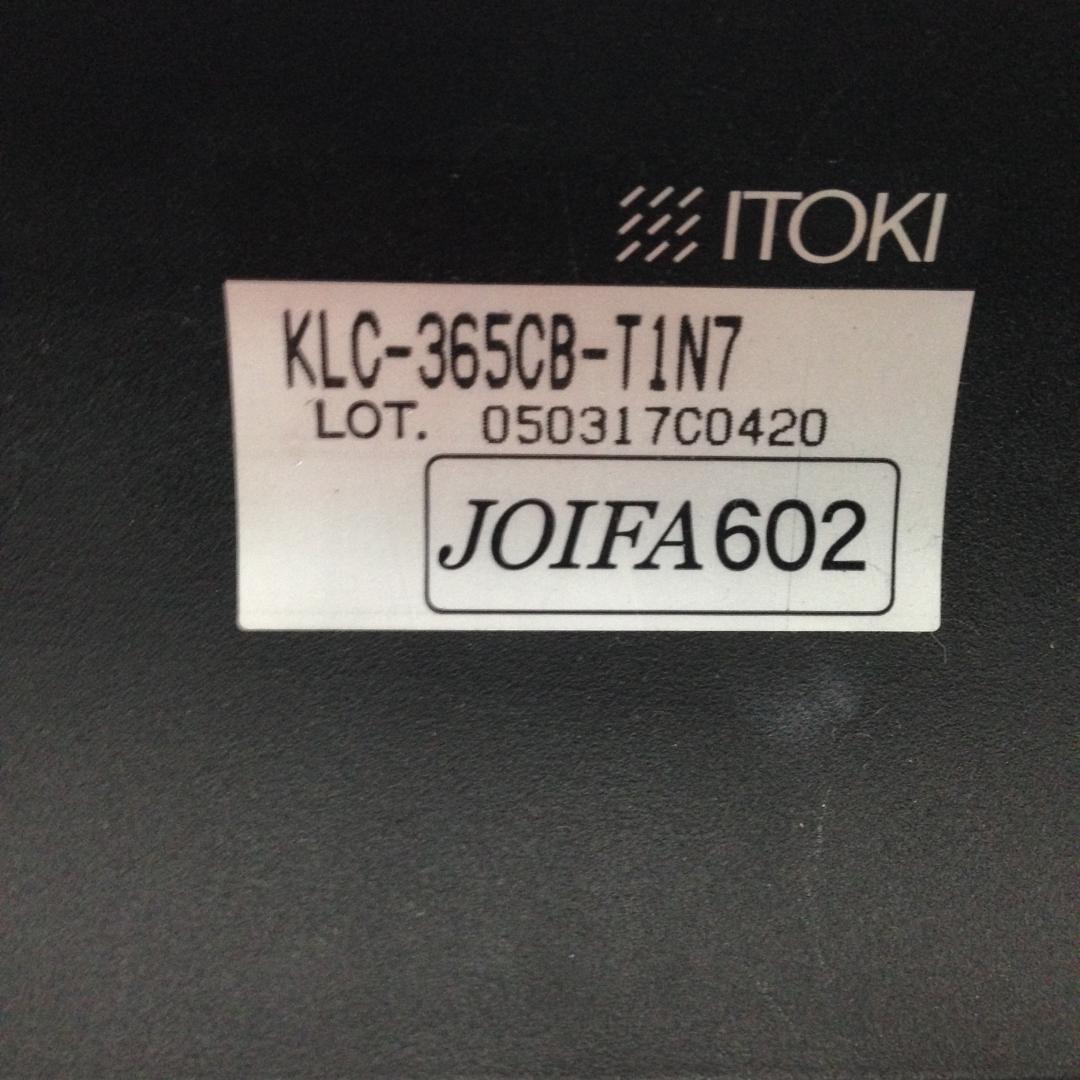 ITOKI
KLC-365CB-T1N7
LOT. 050317C0420
JOIFA602